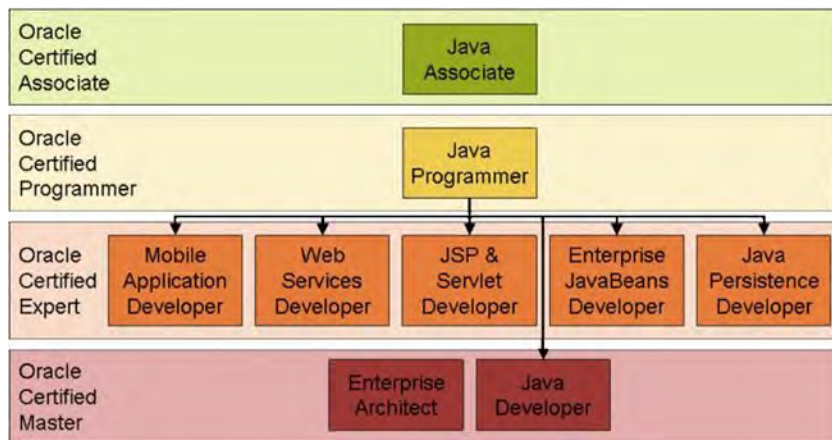 Oracle
Certified
Associate
Java
Associate
Oracle
Certified
Programmer
Java
Programmer
Oracle
Certified
Expert
Mobile
Application
Developer
Web
Services
Developer
JSP &
Servlet
Developer
Enterprise
JavaBeans
Developer
Java
Persistence
Developer
Oracle
Certified
Master
Enterprise
Architect
Java
Developer